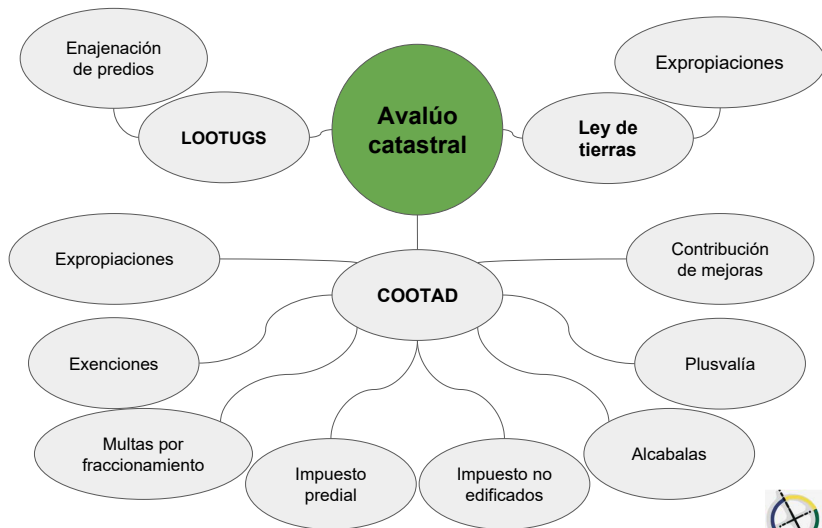 Enajenación
de predios
LOOTUGS
Avalúo
catastral
Ley de
tierras
Expropiaciones
Expropiaciones
COOTAD
Contribución
de mejoras
Exenciones
Plusvalía
Multas por
fraccionamiento
Impuesto
predial
Impuesto no
edificados
Alcabalas